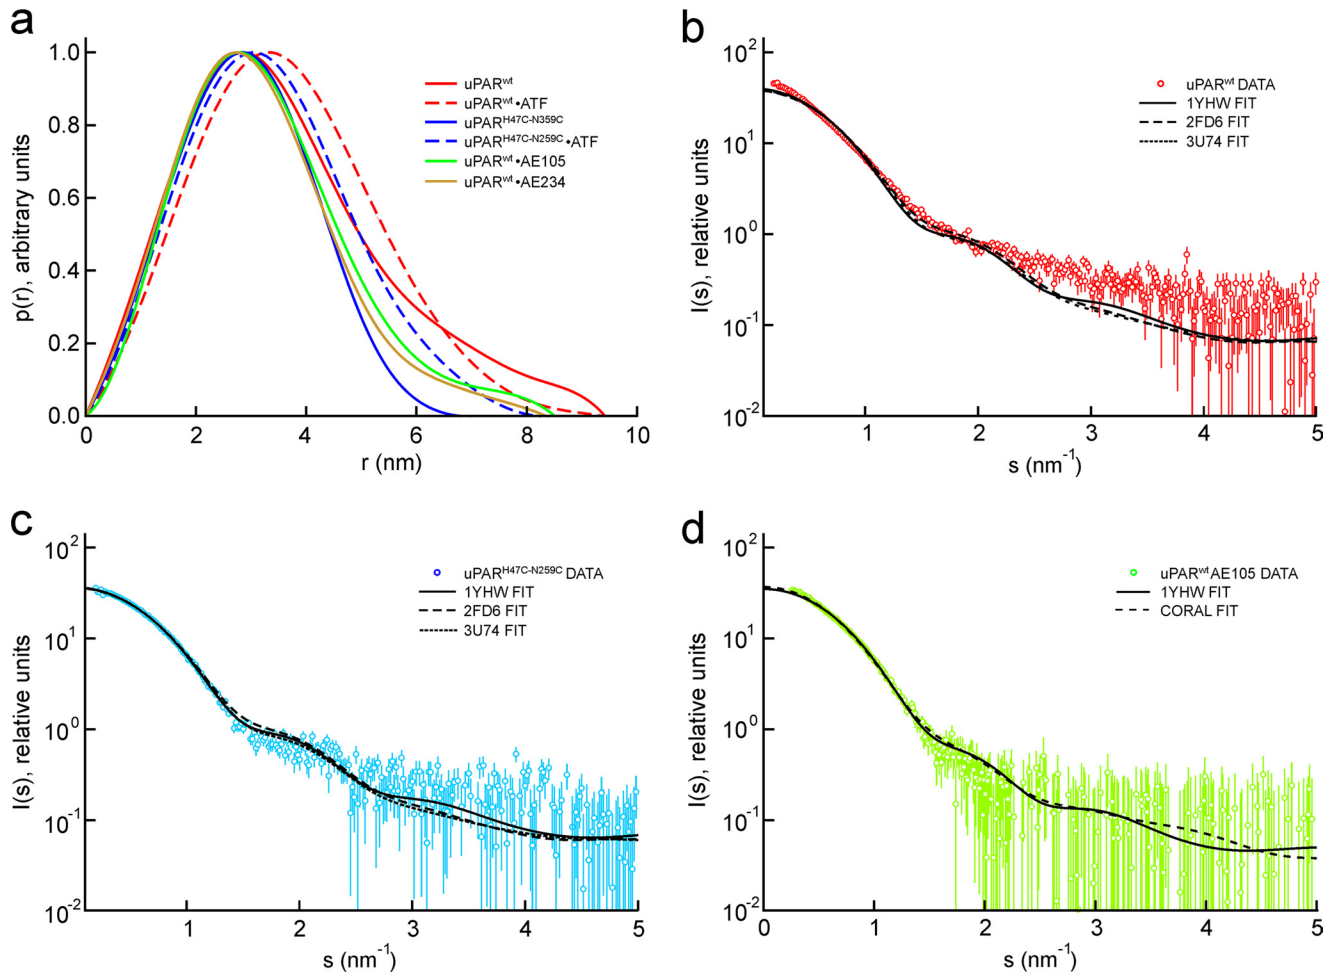 a
p(r), arbitrary units
1.0
0.8
0.6
0.4
0.2
0.0
0
2
4
6
8
10
r (nm)
uPARwt
uPARwt•ATF
uPARH47C-N359C
uPARH47C-N259C•ATF
uPARwt•AE105
uPARwt•AE234
b
I(s), relative units
10²
10¹
10⁰
10⁻¹
10⁻²
1
2
3
4
5
s (nm⁻¹)
uPARwt DATA
1YHW FIT
2FD6 FIT
3U74 FIT
c
I(s), relative units
10²
10¹
10⁰
10⁻¹
10⁻²
1
2
3
4
5
s (nm⁻¹)
uPARH47C-N259C DATA
1YHW FIT
2FD6 FIT
3U74 FIT
d
I(s), relative units
10²
10¹
10⁰
10⁻¹
10⁻²
0
1
2
3
4
5
s (nm⁻¹)
uPARwtAE105 DATA
1YHW FIT
CORAL FIT